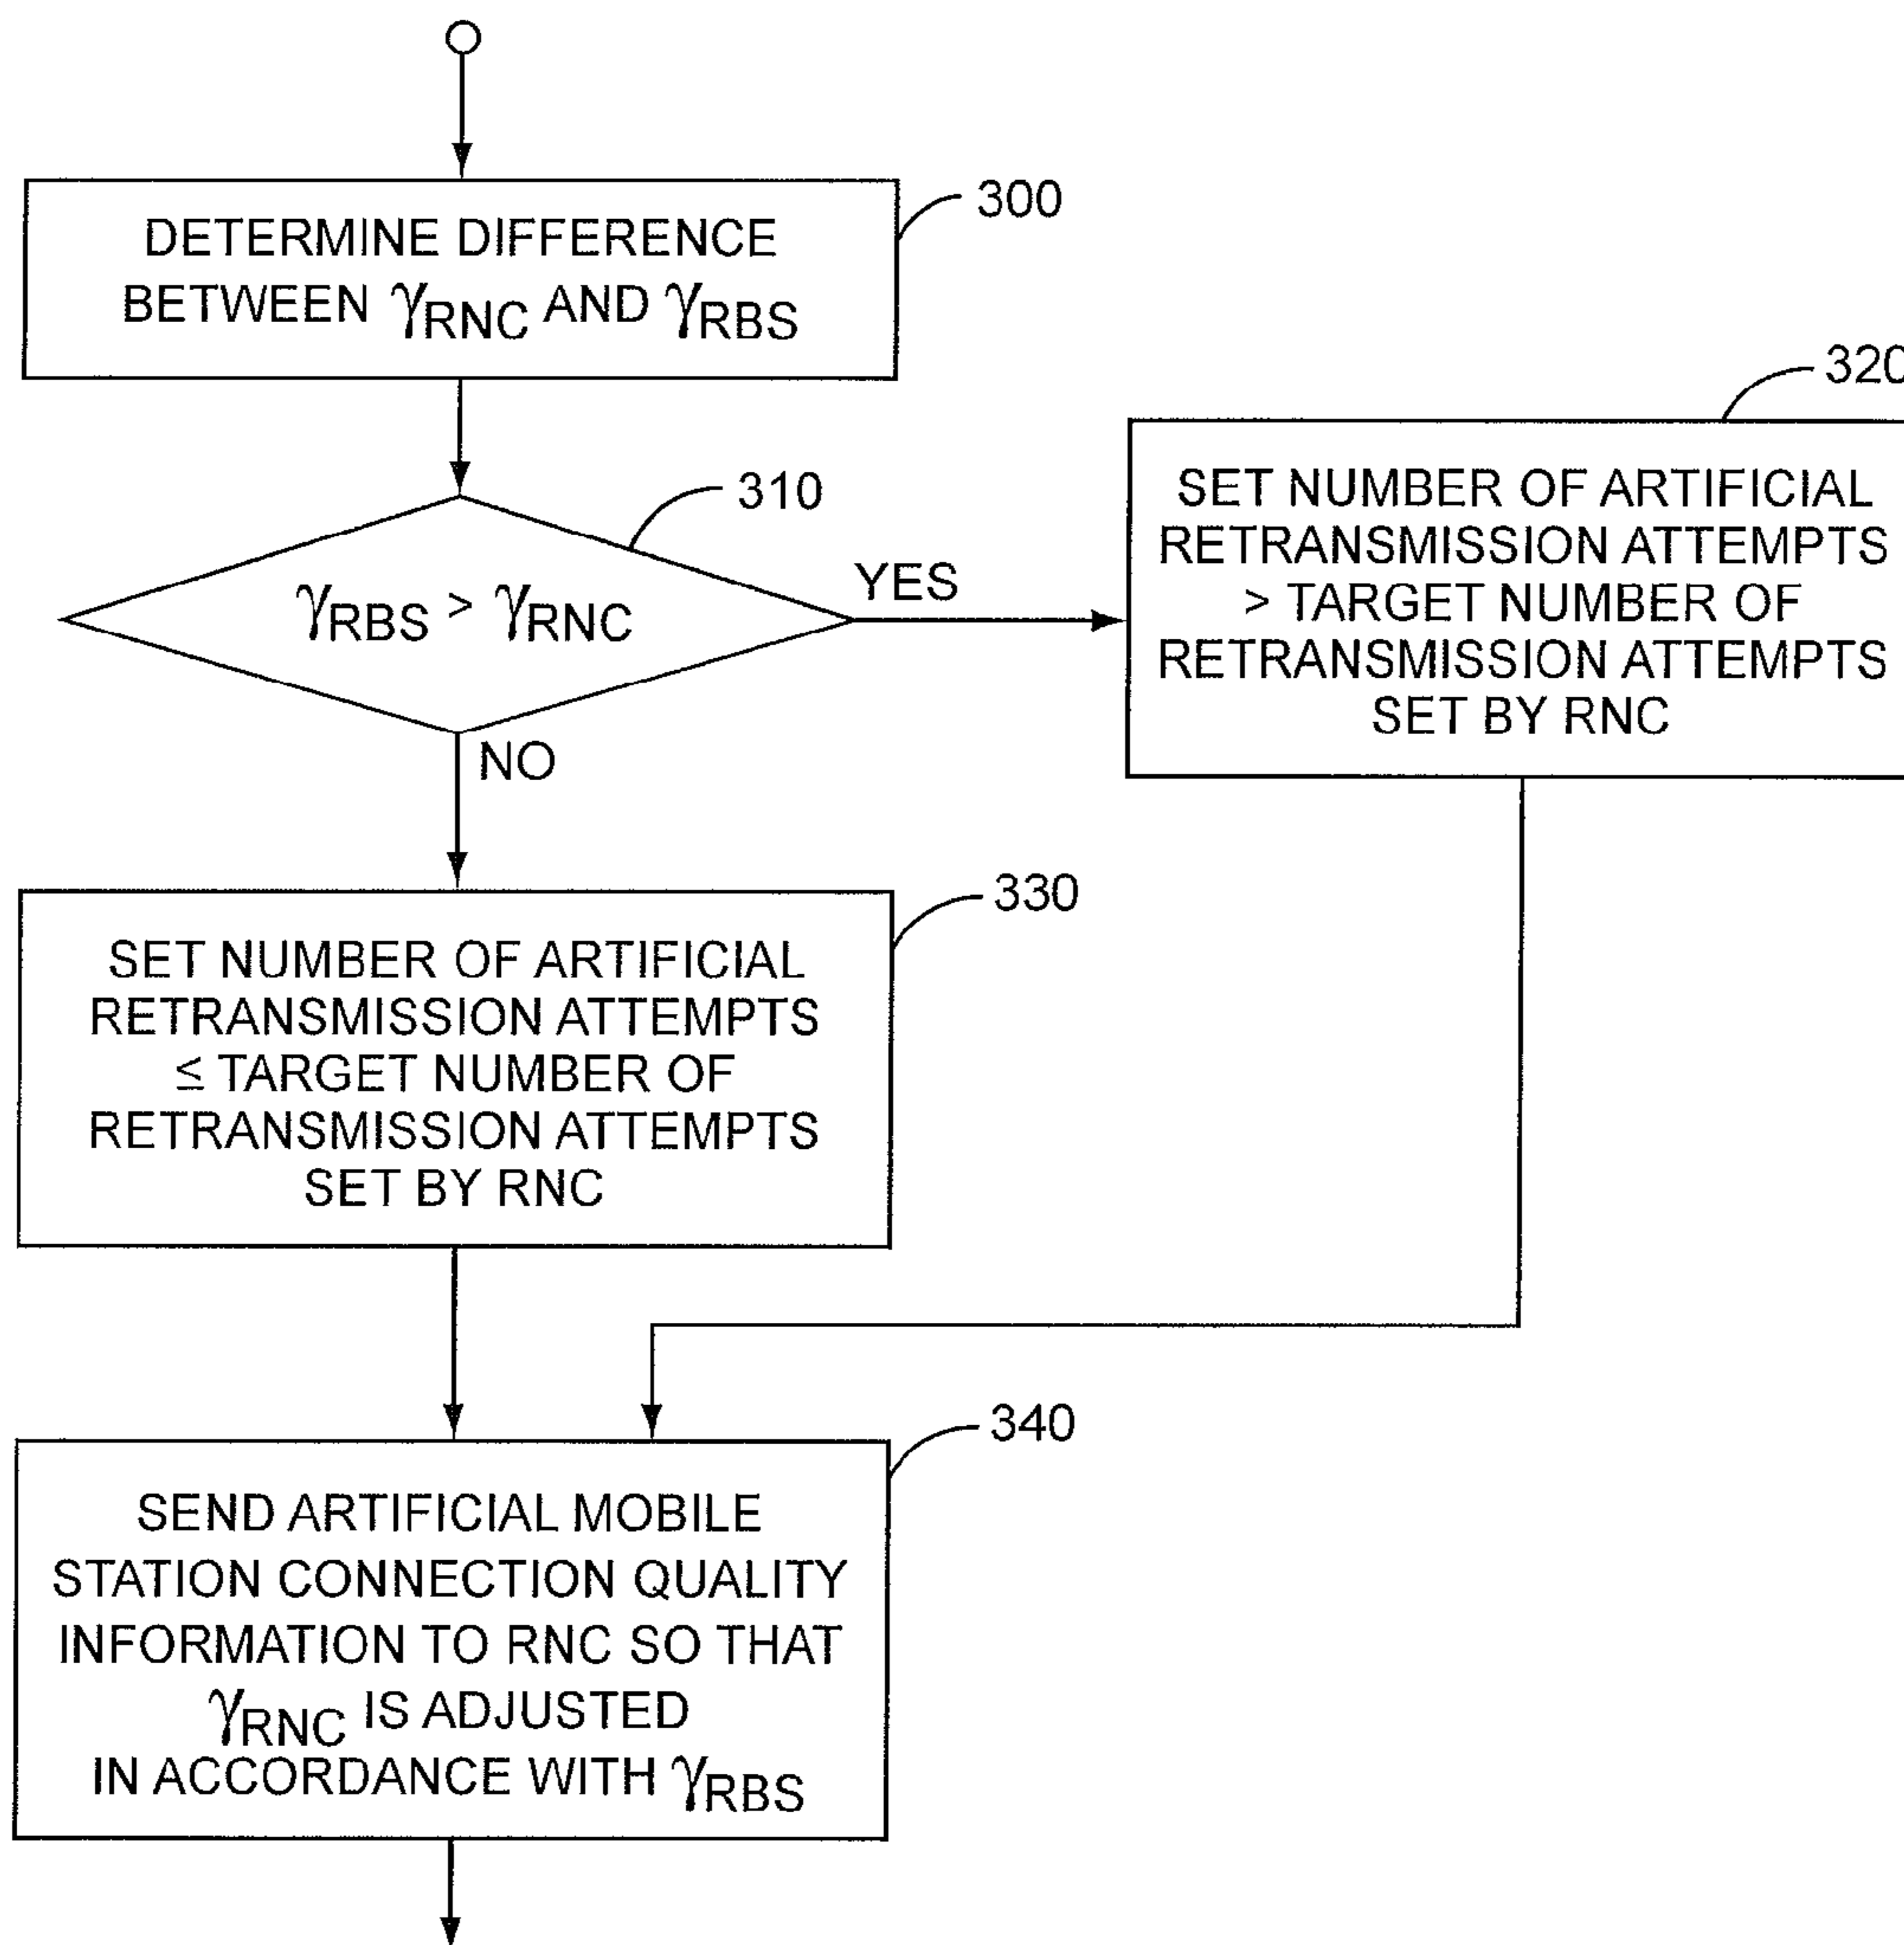 300
DETERMINE DIFFERENCE
BETWEEN γRNC AND γRBS
310
γRBS > γRNC
YES
NO
320
SET NUMBER OF ARTIFICIAL
RETRANSMISSION ATTEMPTS
> TARGET NUMBER OF
RETRANSMISSION ATTEMPTS
SET BY RNC
330
SET NUMBER OF ARTIFICIAL
RETRANSMISSION ATTEMPTS
≤ TARGET NUMBER OF
RETRANSMISSION ATTEMPTS
SET BY RNC
340
SEND ARTIFICIAL MOBILE
STATION CONNECTION QUALITY
INFORMATION TO RNC SO THAT
γRNC IS ADJUSTED
IN ACCORDANCE WITH γRBS